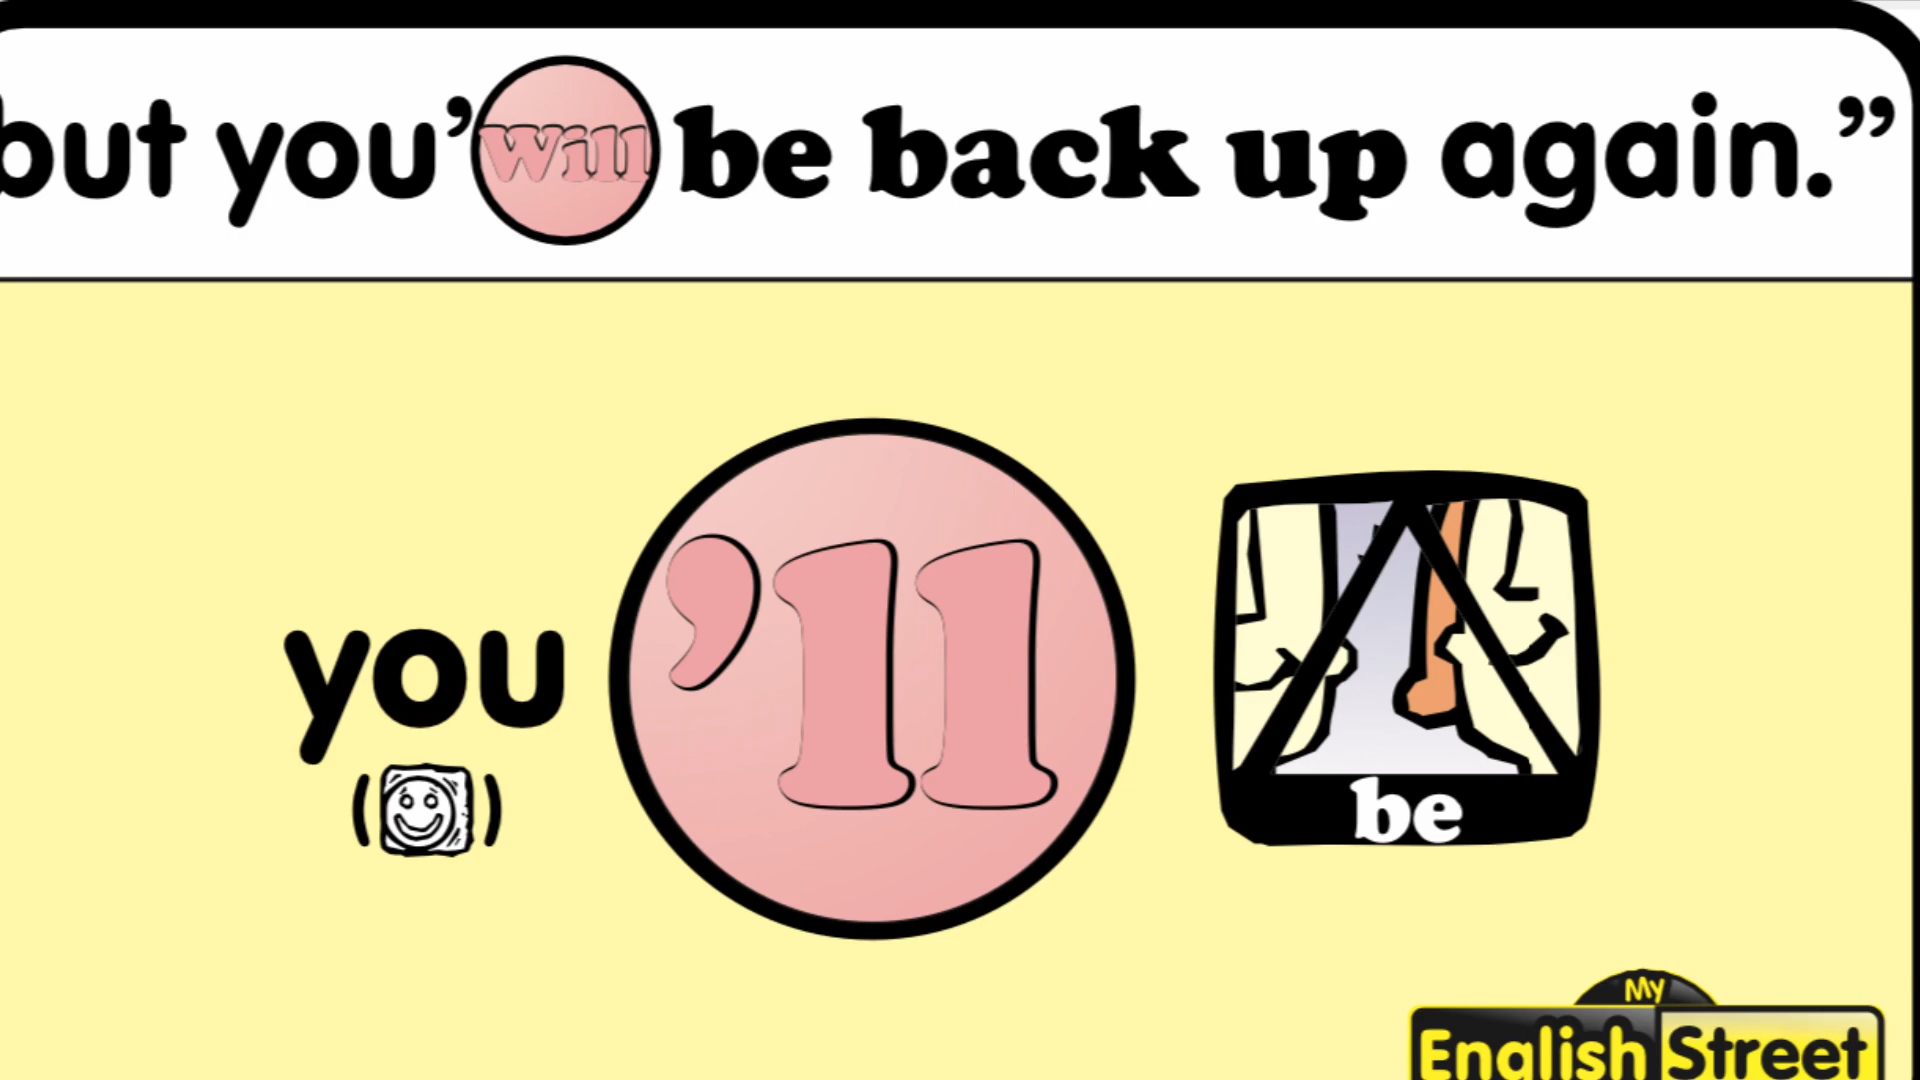 but you’will be back up again.”
you ’ll
be
( )
My
English Street